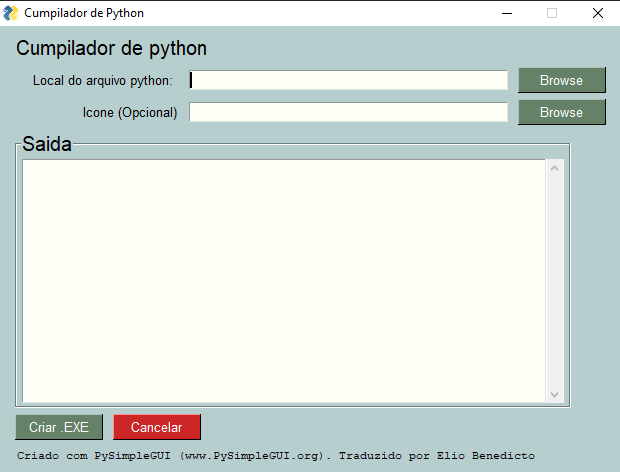 Cumpilador de Python
Cumpilador de python
Local do arquivo python: Browse
Icone (Opcional) Browse
Saida
Criar .EXE Cancelar
Criado com PySimpleGUI (www.PySimpleGUI.org). Traduzido por Elio Benedicto